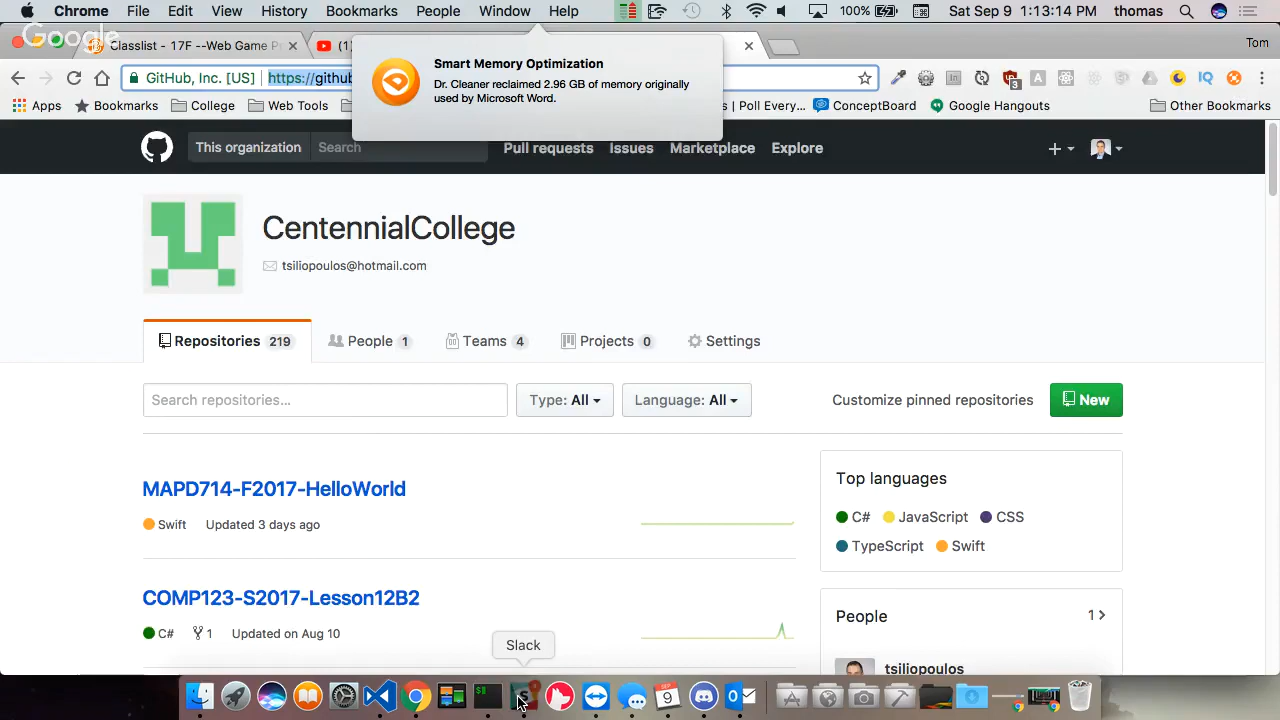 Chrome File Edit View History Bookmarks People Window Help 100% Sat Sep 9 1:13:14 PM thomas
Google
Classlist - 17F --Web Game P
(1)
Tom
Smart Memory Optimization
Dr. Cleaner reclaimed 2.96 GB of memory originally
used by Microsoft Word.
GitHub, Inc. [US] https://github
3
Apps Bookmarks College Web Tools | Poll Every... ConceptBoard Google Hangouts Other Bookmarks
This organization Search Pull requests Issues Marketplace Explore
CentennialCollege
tsiliopoulos@hotmail.com
Repositories 219 People 1 Teams 4 Projects 0 Settings
Search repositories... Type: All Language: All Customize pinned repositories New
MAPD714-F2017-HelloWorld
Swift Updated 3 days ago
COMP123-S2017-Lesson12B2
C# 1 Updated on Aug 10
Top languages
C# JavaScript CSS
TypeScript Swift
People 1
tsiliopoulos
Slack